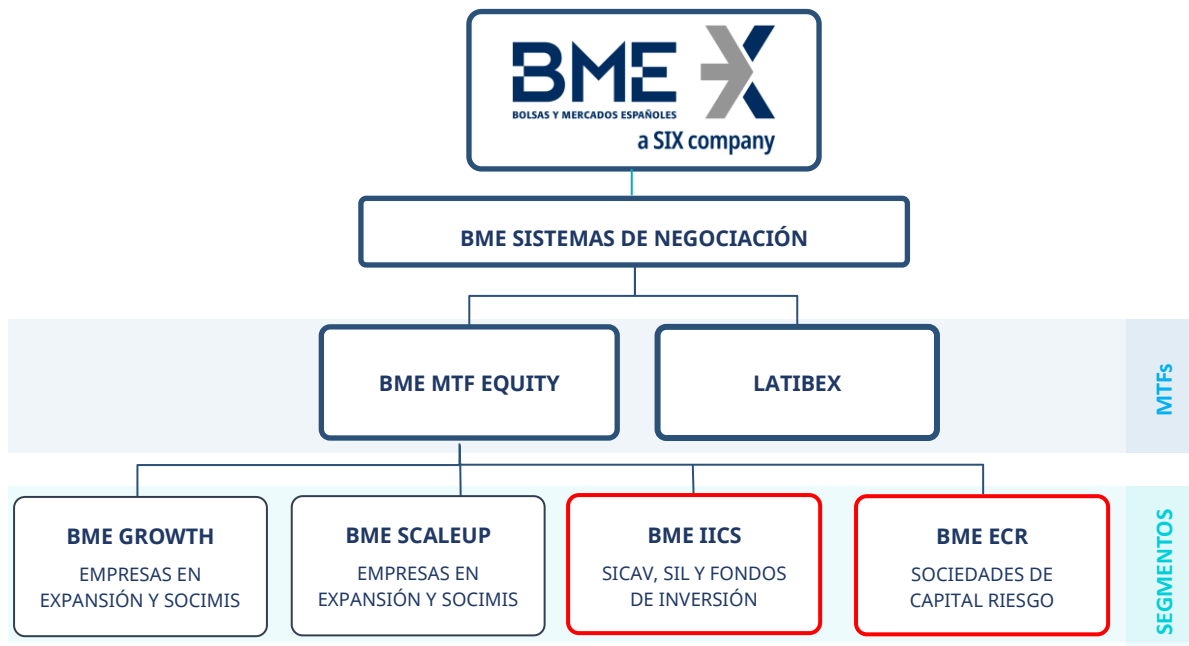 BME
BOLSAS Y MERCADOS ESPAÑOLES
a SIX company
BME SISTEMAS DE NEGOCIACIÓN
BME MTF EQUITY
LATIBEX
MTFs
BME GROWTH
EMPRESAS EN
EXPANSIÓN Y SOCIMIS
BME SCALEUP
EMPRESAS EN
EXPANSIÓN Y SOCIMIS
BME IICS
SICAV, SIL Y FONDOS
DE INVERSIÓN
BME ECR
SOCIEDADES DE
CAPITAL RIESGO
SEGMENTOS